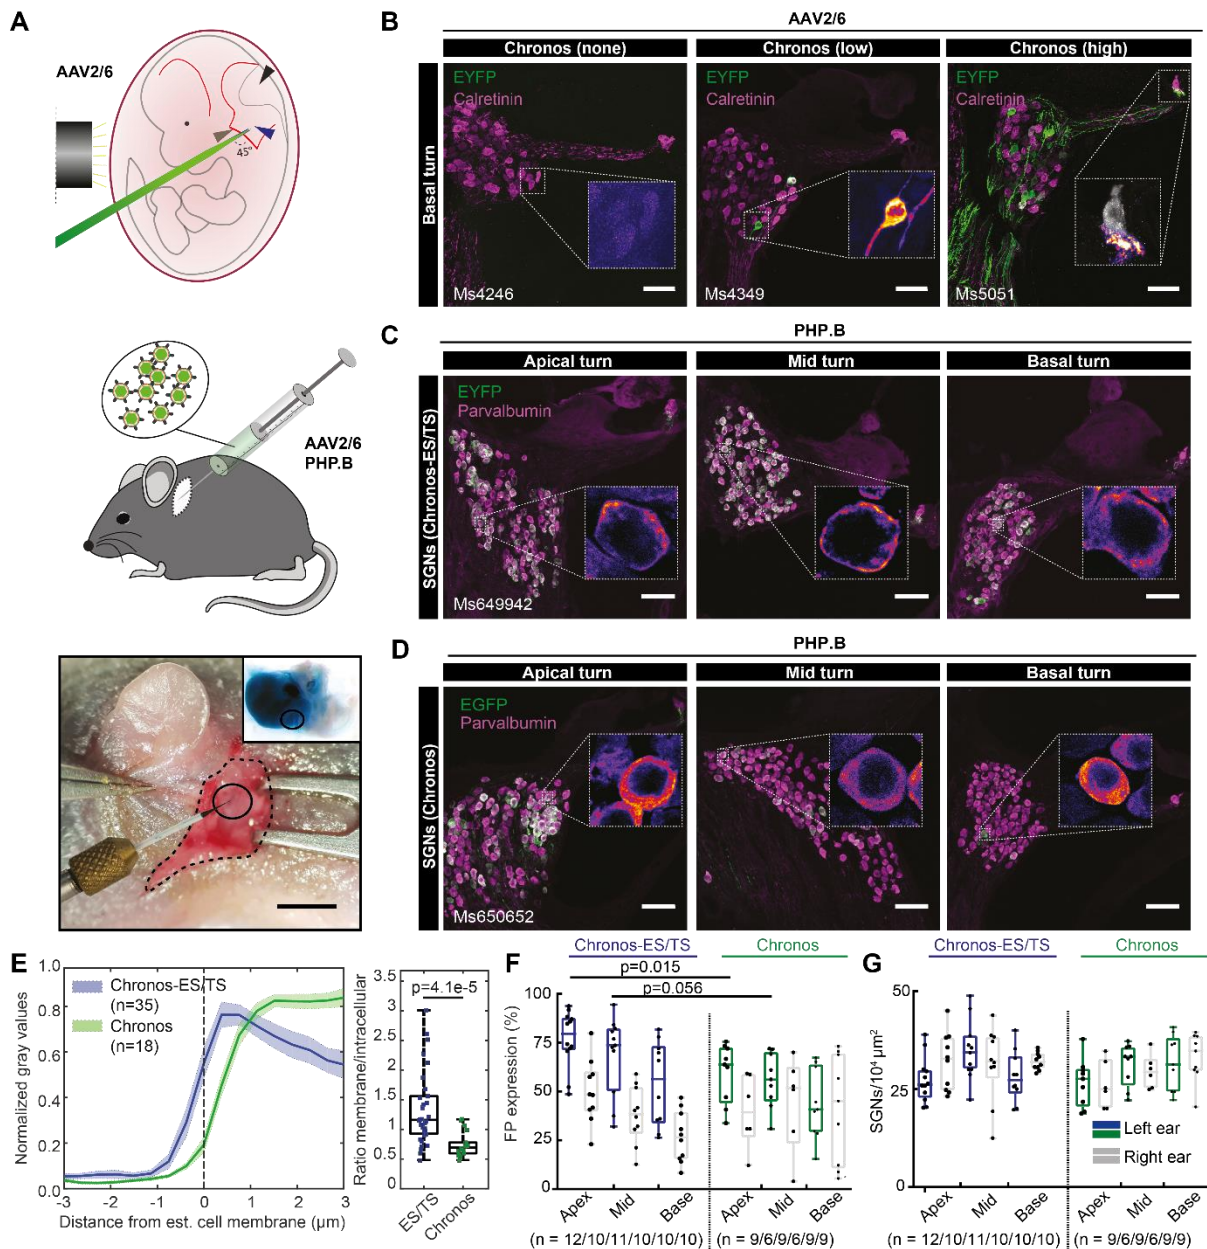 A
AAV2/6
45°
AAV2/6
PHP.B
B
AAV2/6
Chronos (none)
Chronos (low)
Chronos (high)
Basal turn
EYFP
Calretinin
Ms4246
EYFP
Calretinin
Ms4349
EYFP
Calretinin
Ms5051
C
PHP.B
Apical turn
Mid turn
Basal turn
SGNs (Chronos-ES/TS)
EYFP
Parvalbumin
Ms649942
D
PHP.B
Apical turn
Mid turn
Basal turn
SGNs (Chronos)
EGFP
Parvalbumin
Ms650652
E
Normalized gray values
1.0
0.8
0.6
0.4
0.2
0.0
Chronos-ES/TS
(n=35)
Chronos
(n=18)
-3
-2
-1
0
1
2
3
Distance from est. cell membrane (µm)
Ratio membrane/intracellular
3.5
3
2.5
2
1.5
1
0.5
0
p=4.1e-5
ES/TS
Chronos
F
Chronos-ES/TS
Chronos
p=0.015
p=0.056
FP expression (%)
100
75
50
25
0
Apex
Mid
Base
Apex
Mid
Base
(n = 12/10/11/10/10/10)
(n = 9/6/9/6/9/9)
G
Chronos-ES/TS
Chronos
SGNs/10⁴ µm²
50
25
0
Left ear
Right ear
Apex
Mid
Base
Apex
Mid
Base
(n = 12/10/11/10/10/10)
(n = 9/6/9/6/9/9)